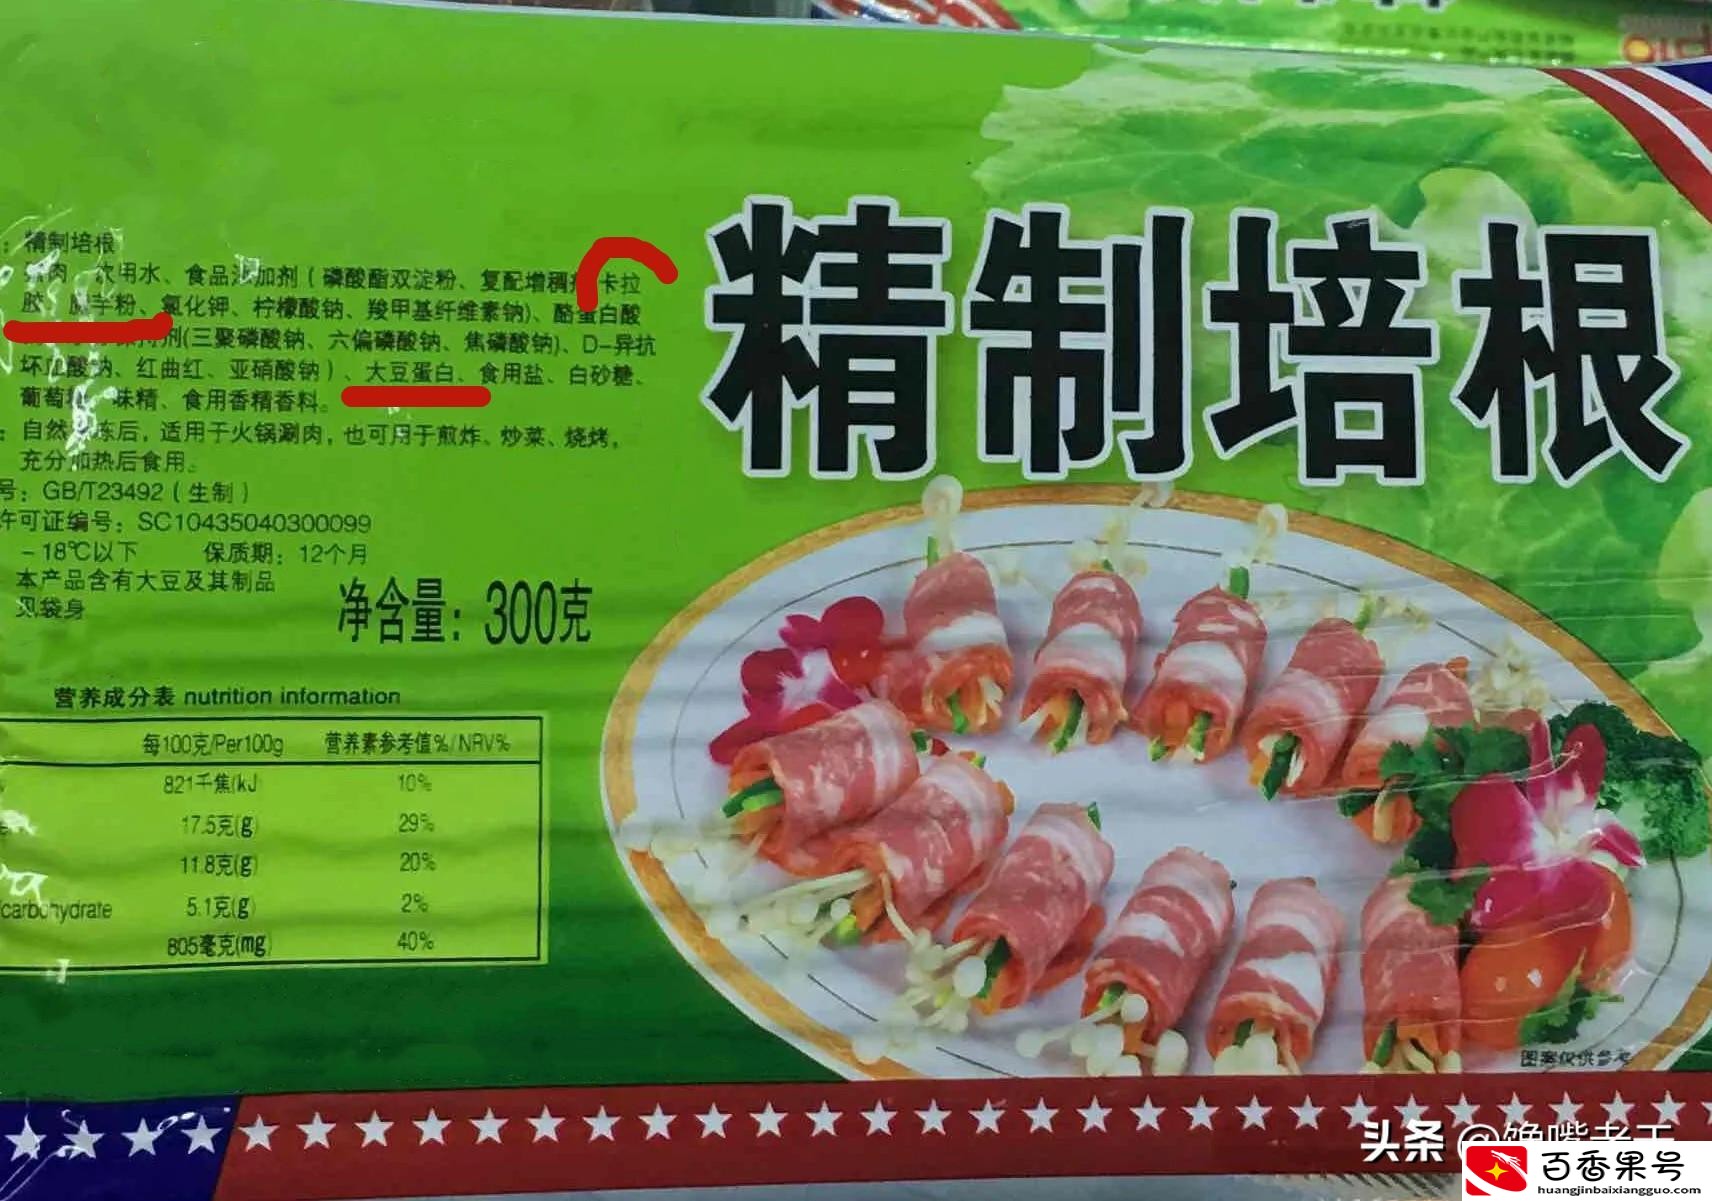 精制培根
：精制培根
肉、饮用水、食品添加剂（磷酸酯双淀粉、复配增稠剂（卡拉
胶、魔芋粉、氯化钾、柠檬酸钠、羧甲基纤维素钠)、酪蛋白酸
剂(三聚磷酸钠、六偏磷酸钠、焦磷酸钠)、D-异抗
坏血酸钠、红曲红、亚硝酸钠）、大豆蛋白、食用盐、白砂糖、
葡萄糖、味精、食用香精香料。
：自然解冻后，适用于火锅涮肉，也可用于煎炸、炒菜、烧烤，
充分加热后食用。
号：GB/T23492（生制）
许可证编号：SC10435040300099
-18℃以下 保质期：12个月
本产品含有大豆及其制品
见袋身
净含量：300克
营养成分表 nutrition information
每100克/Per100g 营养素参考值%/NRV%
821千焦(kJ) 10%
17.5克(g) 29%
11.8克(g) 20%
carbohydrate 5.1克(g) 2%
805毫克(mg) 40%
图案仅供参考
头条 @馋嘴老王
百香果号
huangjinbaixiangguo.com